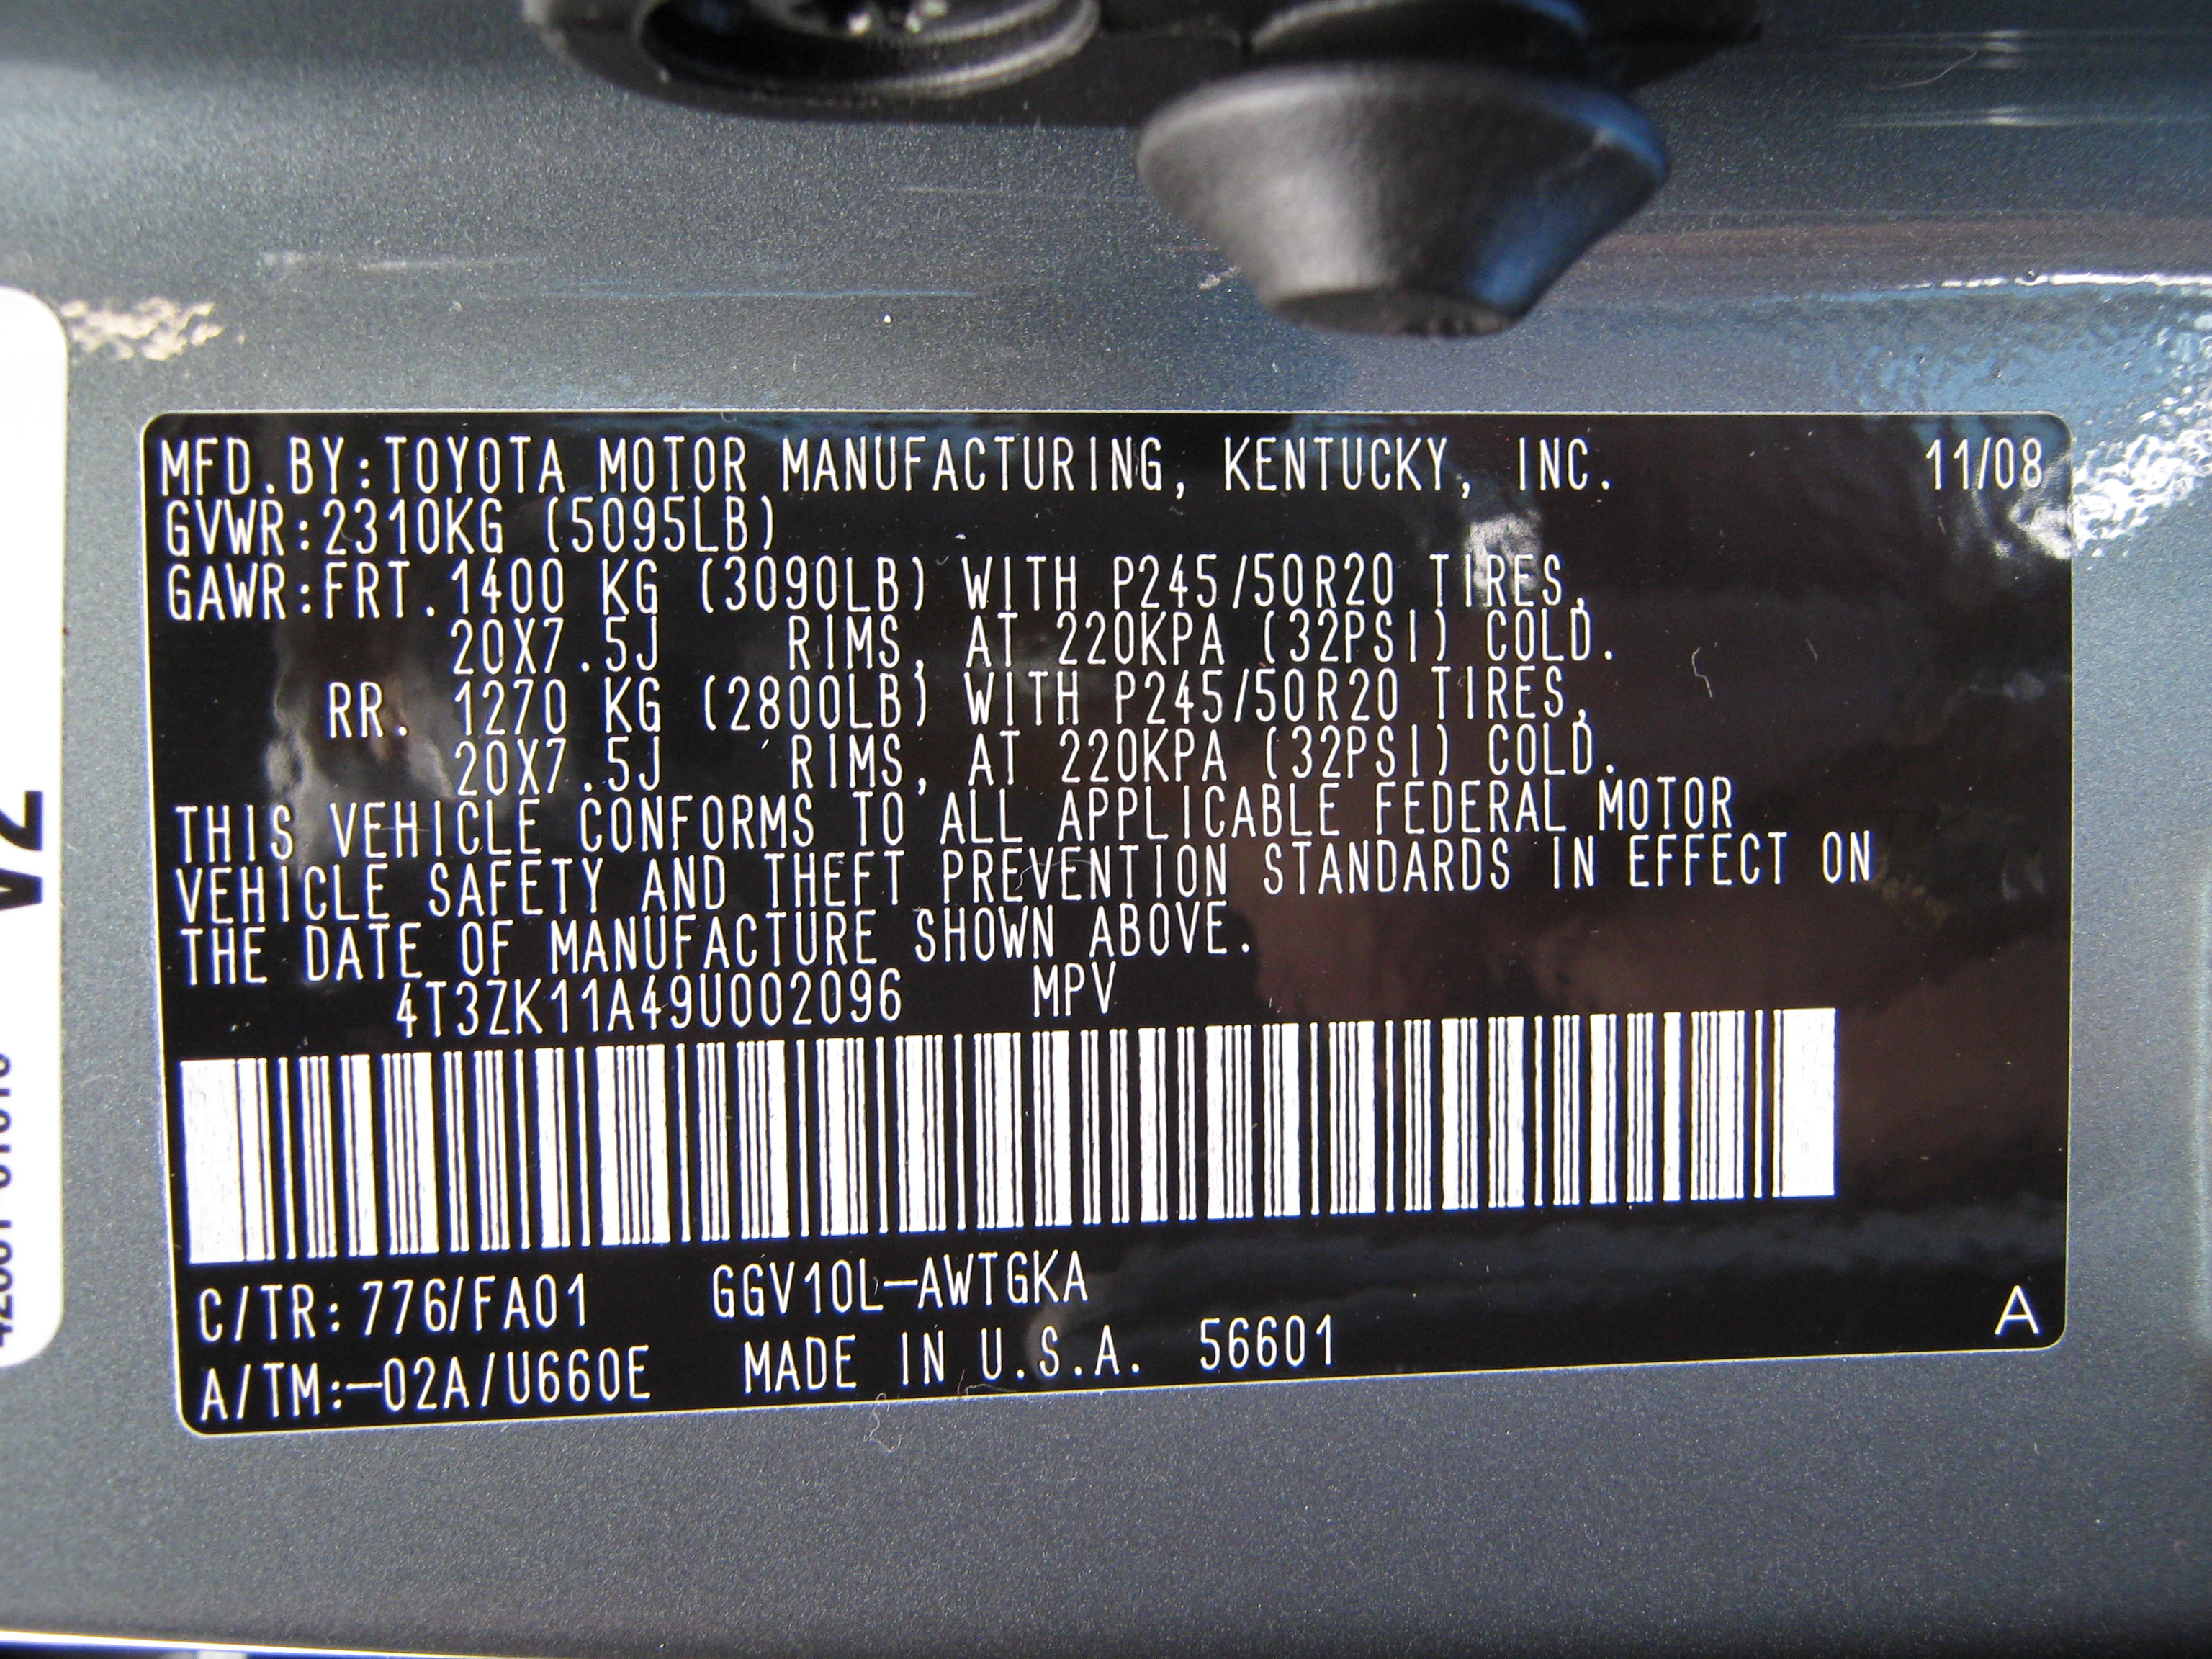 MFD.BY:TOYOTA MOTOR MANUFACTURING, KENTUCKY, INC. 11/08
GVWR:2310KG (5095LB)
GAWR:FRT.1400 KG (3090LB) WITH P245/50R20 TIRES,
20X7.5J RIMS, AT 220KPA (32PSI) COLD.
RR. 1270 KG (2800LB) WITH P245/50R20 TIRES,
20X7.5J RIMS, AT 220KPA (32PSI) COLD.
THIS VEHICLE CONFORMS TO ALL APPLICABLE FEDERAL MOTOR
VEHICLE SAFETY AND THEFT PREVENTION STANDARDS IN EFFECT ON
THE DATE OF MANUFACTURE SHOWN ABOVE.
4T3ZK11A49U002096 MPV
C/TR: 776/FA01 GGV10L-AWTGKA
A/TM:-02A/U660E MADE IN U.S.A. 56601
A